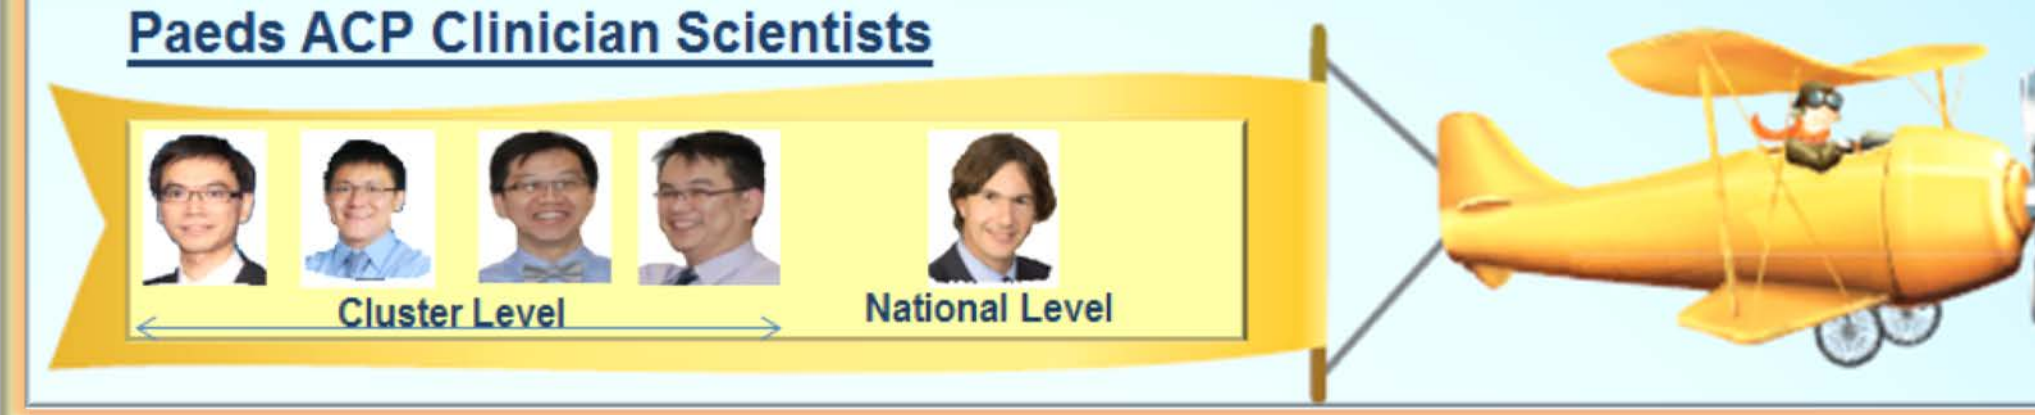 Paeds ACP Clinician Scientists
Cluster Level
National Level